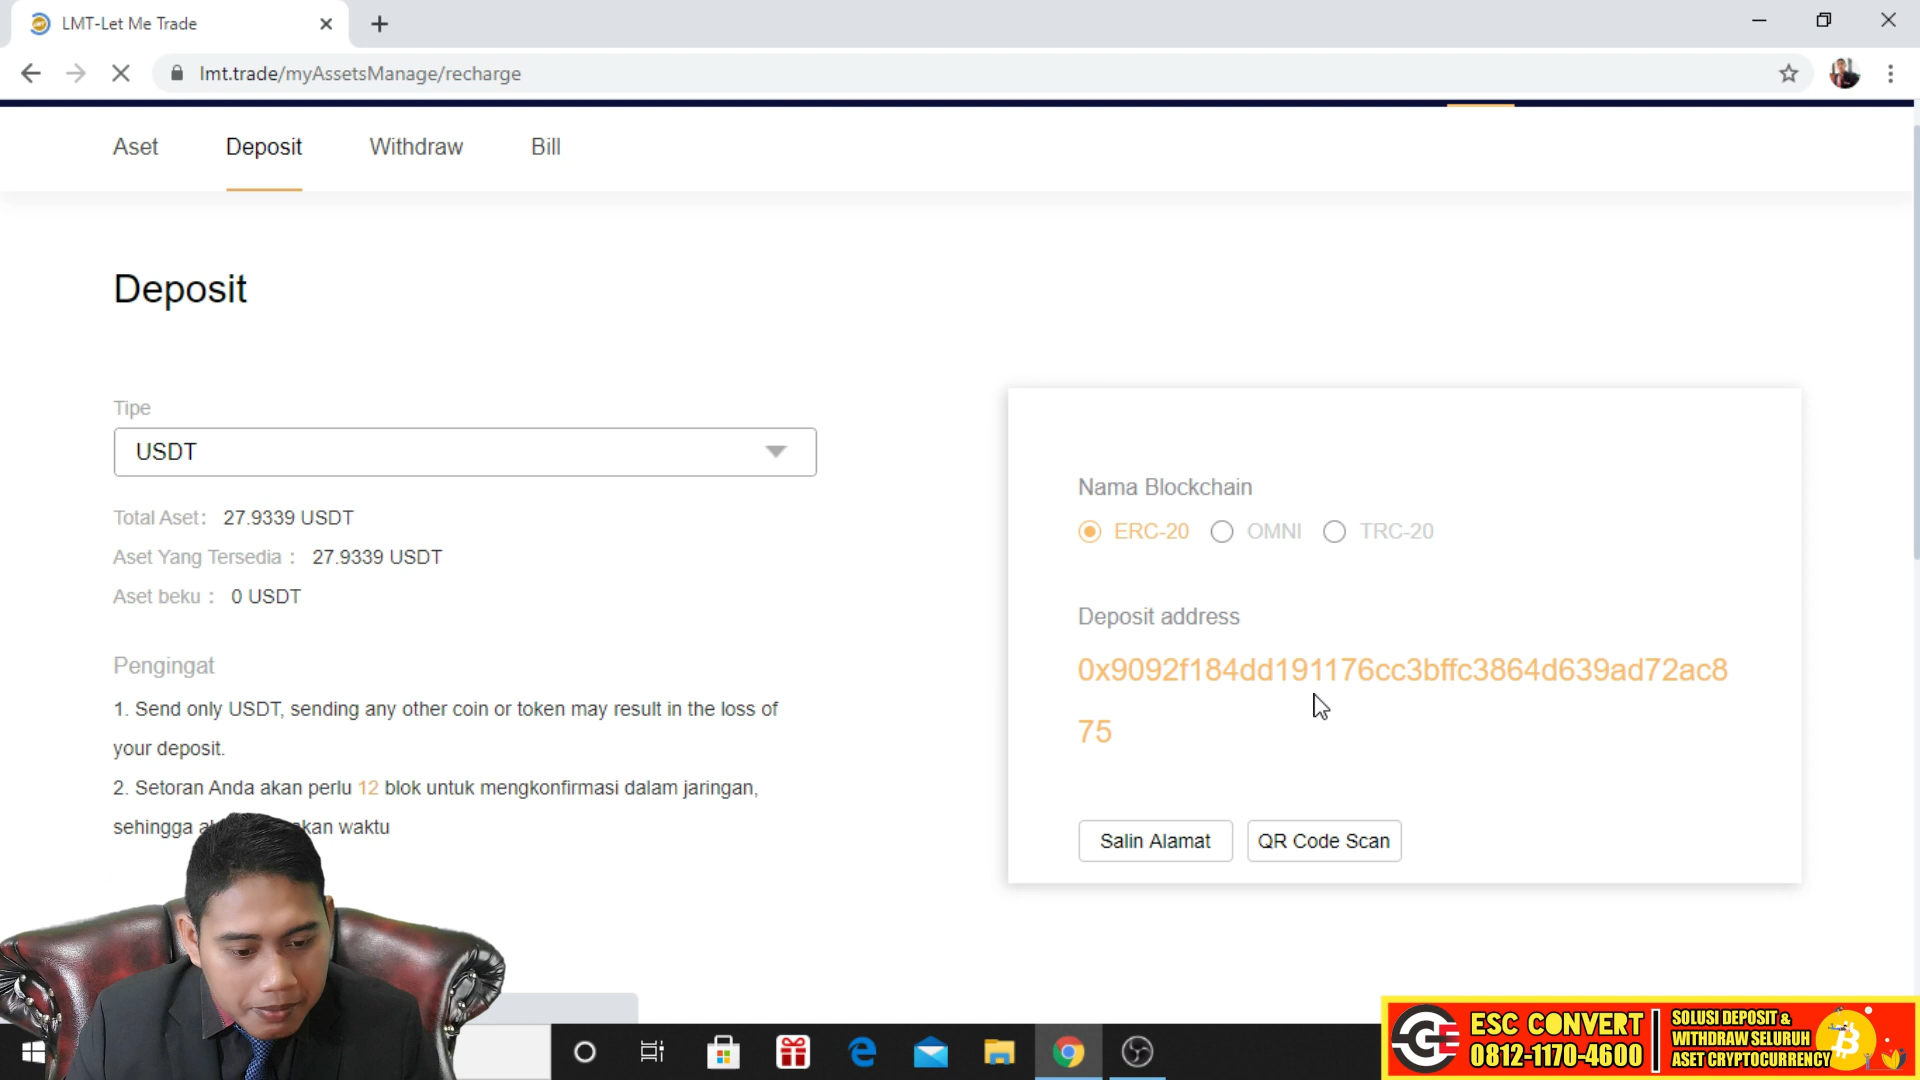 LMT-Let Me Trade
lmt.trade/myAssetsManage/recharge
Aset Deposit Withdraw Bill
Deposit
Tipe
USDT
Total Aset: 27.9339 USDT
Aset Yang Tersedia : 27.9339 USDT
Aset beku : 0 USDT
Pengingat
1. Send only USDT, sending any other coin or token may result in the loss of
your deposit.
2. Setoran Anda akan perlu 12 blok untuk mengkonfirmasi dalam jaringan,
sehingga akan waktu
Nama Blockchain
ERC-20 OMNI TRC-20
Deposit address
0x9092f184dd191176cc3bffc3864d639ad72ac8
75
Salin Alamat QR Code Scan
ESC CONVERT
0812-1170-4600
SOLUSI DEPOSIT &
WITHDRAW SELURUH
ASET CRYPTOCURRENCY